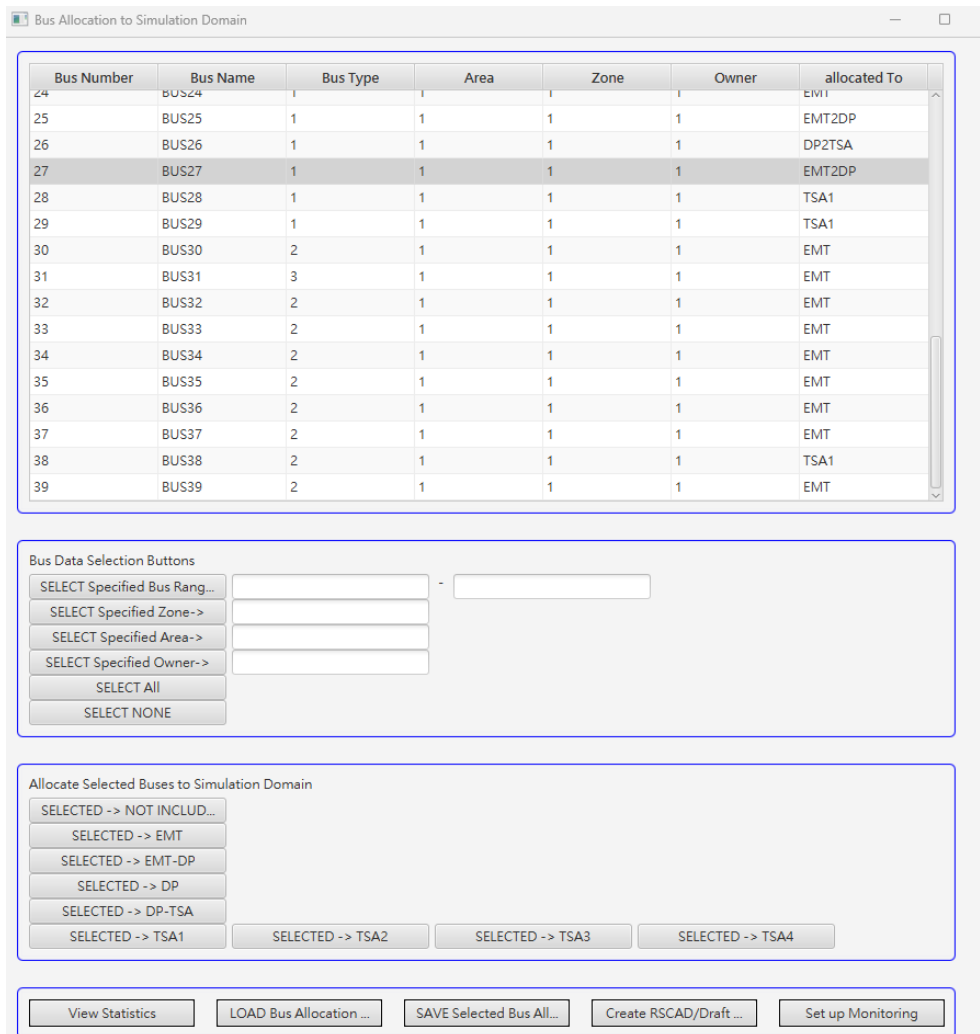 Bus Allocation to Simulation Domain
Bus Number Bus Name Bus Type Area Zone Owner allocated To
24 BUS24 1 1 1 1 EMT
25 BUS25 1 1 1 1 EMT2DP
26 BUS26 1 1 1 1 DP2TSA
27 BUS27 1 1 1 1 EMT2DP
28 BUS28 1 1 1 1 TSA1
29 BUS29 1 1 1 1 TSA1
30 BUS30 2 1 1 1 EMT
31 BUS31 3 1 1 1 EMT
32 BUS32 2 1 1 1 EMT
33 BUS33 2 1 1 1 EMT
34 BUS34 2 1 1 1 EMT
35 BUS35 2 1 1 1 EMT
36 BUS36 2 1 1 1 EMT
37 BUS37 2 1 1 1 EMT
38 BUS38 2 1 1 1 TSA1
39 BUS39 2 1 1 1 EMT
Bus Data Selection Buttons
SELECT Specified Bus Rang... -
SELECT Specified Zone->
SELECT Specified Area->
SELECT Specified Owner->
SELECT All
SELECT NONE
Allocate Selected Buses to Simulation Domain
SELECTED -> NOT INCLUD...
SELECTED -> EMT
SELECTED -> EMT-DP
SELECTED -> DP
SELECTED -> DP-TSA
SELECTED -> TSA1 SELECTED -> TSA2 SELECTED -> TSA3 SELECTED -> TSA4
View Statistics LOAD Bus Allocation ... SAVE Selected Bus All... Create RSCAD/Draft ... Set up Monitoring